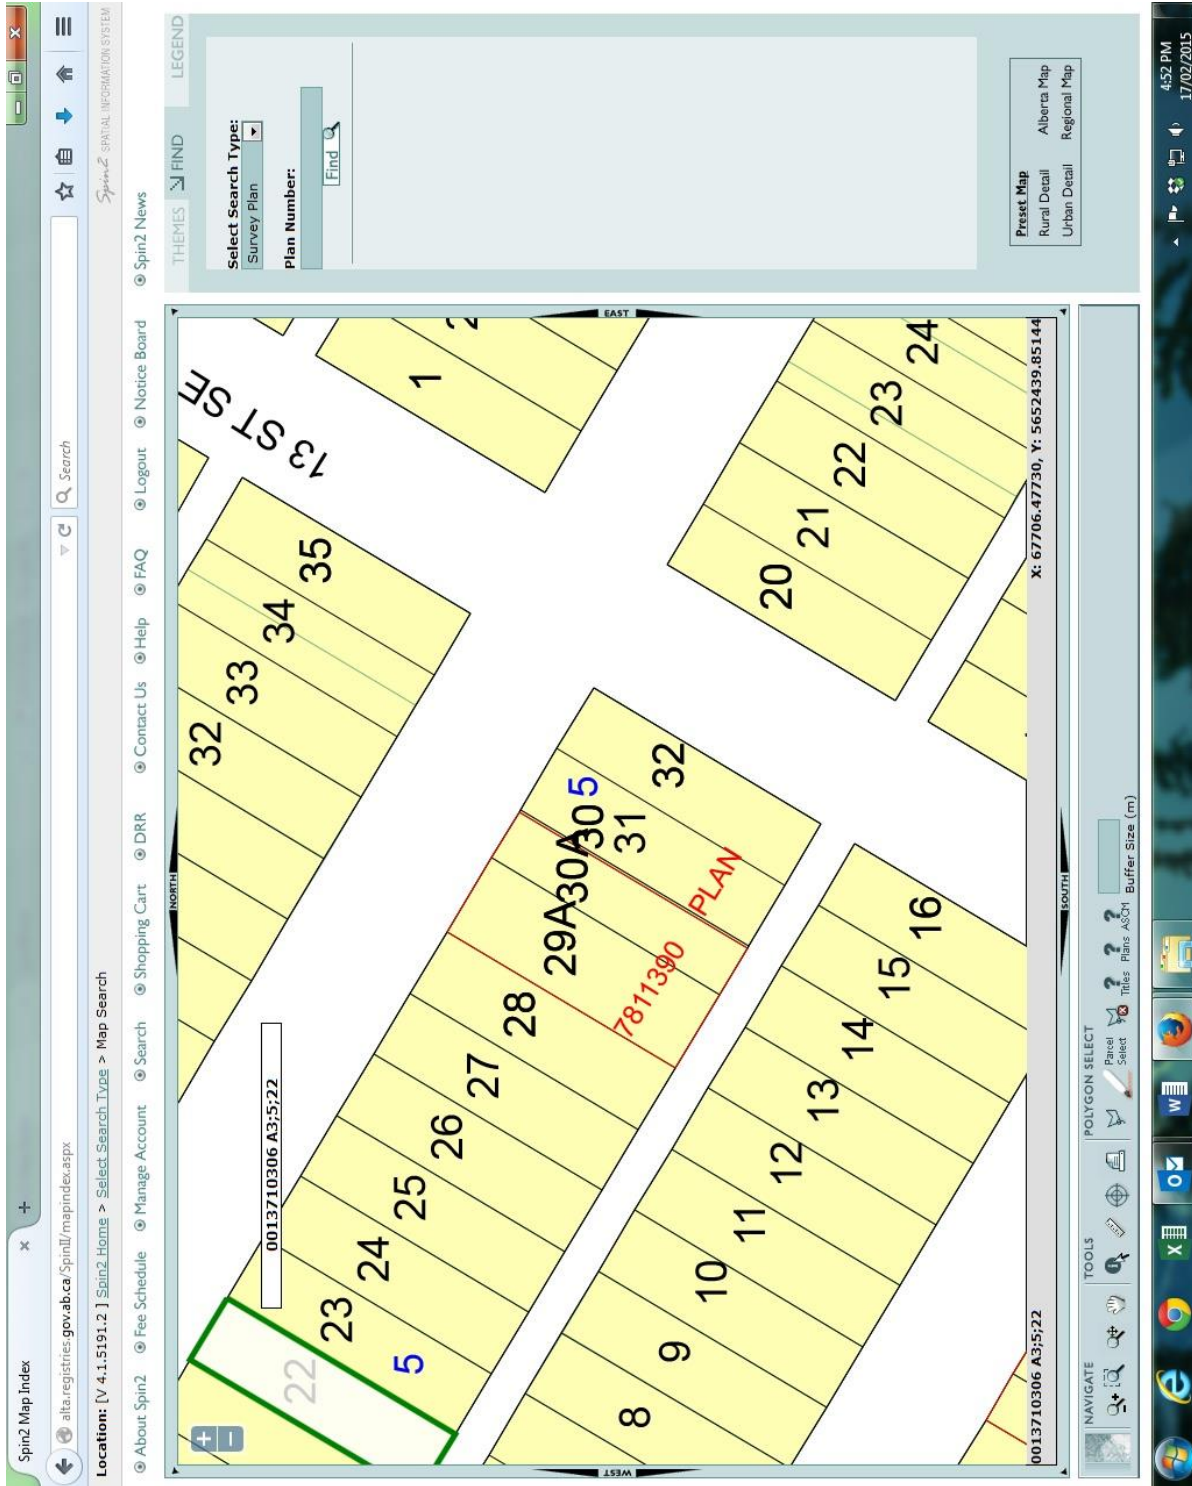 Spin2 Map Index
alta.registries.gov.ab.ca/SpinII/mapindex.aspx
Search
Location: [V 4.1.5191.2 ] Spin2 Home > Select Search Type > Map Search
Spin2 SPATIAL INFORMATION SYSTEM
About Spin2 Fee Schedule Manage Account Search Shopping Cart DRR Contact Us Help FAQ Logout Notice Board Spin2 News
THEMES FIND LEGEND
Select Search Type:
Survey Plan
Plan Number:
Find
Preset Map
Rural Detail Alberta Map
Urban Detail Regional Map
NORTH
WEST
EAST
SOUTH
+
−
0013710306 A3;5;22
13 ST SE
32
33
34
35
1
2
22
23
24
25
26
27
28
29A
30A
30
31
32
5
5
7811390 PLAN
8
9
10
11
12
13
14
15
16
20
21
22
23
24
0013710306 A3;5;22
X: 67706.47730, Y: 5652439.85144
NAVIGATE
TOOLS
POLYGON SELECT
Parcel Select
Titles Plans ASCM
Buffer Size (m)
4:52 PM
17/02/2015